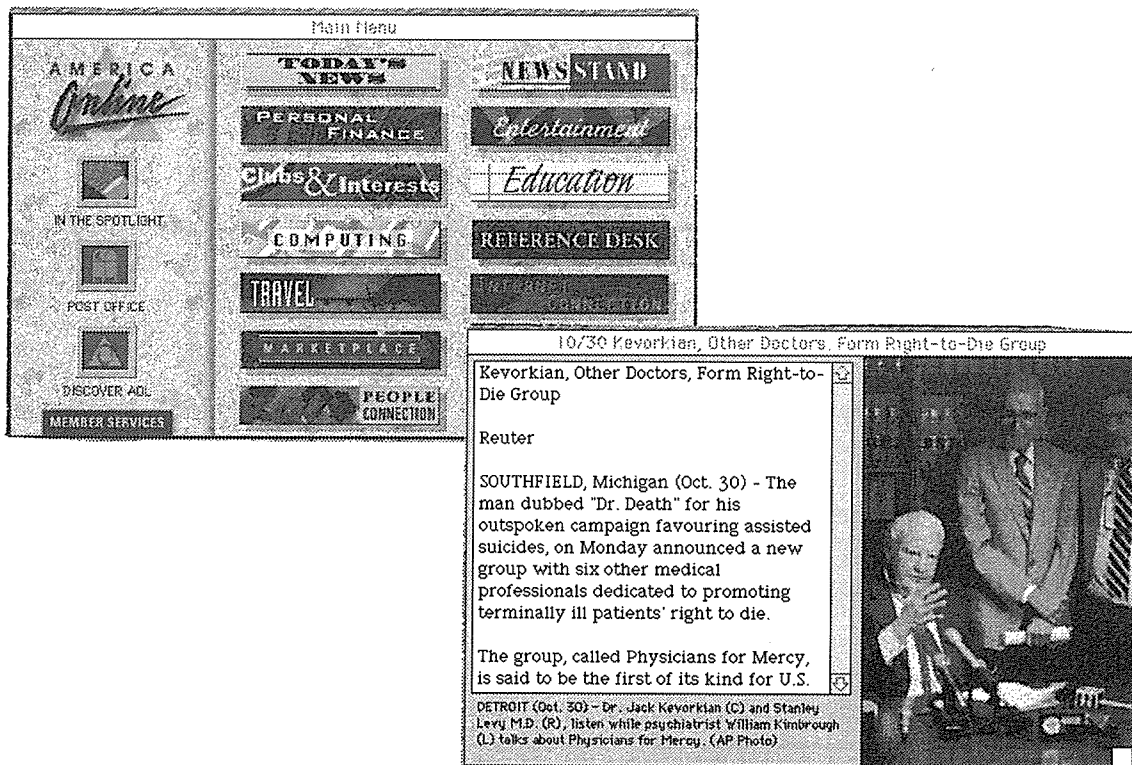 Main Menu
AMERICA
Online
IN THE SPOTLIGHT
POST OFFICE
DISCOVER AOL
MEMBER SERVICES
TODAY'S
NEWS
PERSONAL
FINANCE
Clubs & Interests
COMPUTING
TRAVEL
MARKETPLACE
PEOPLE
CONNECTION
NEWSSTAND
Entertainment
Education
REFERENCE DESK
INTERNET
CONNECTION
10/30 Kevorkian, Other Doctors, Form Right-to-Die Group
Kevorkian, Other Doctors, Form Right-to-
Die Group
Reuter
SOUTHFIELD, Michigan (Oct. 30) - The
man dubbed "Dr. Death" for his
outspoken campaign favouring assisted
suicides, on Monday announced a new
group with six other medical
professionals dedicated to promoting
terminally ill patients' right to die.
The group, called Physicians for Mercy,
is said to be the first of its kind for U.S.
DETROIT (Oct. 30) - Dr. Jack Kevorkian (C) and Stanley
Levy M.D. (R), listen while psychiatrist William Kimbrough
(L) talks about Physicians for Mercy. (AP Photo)